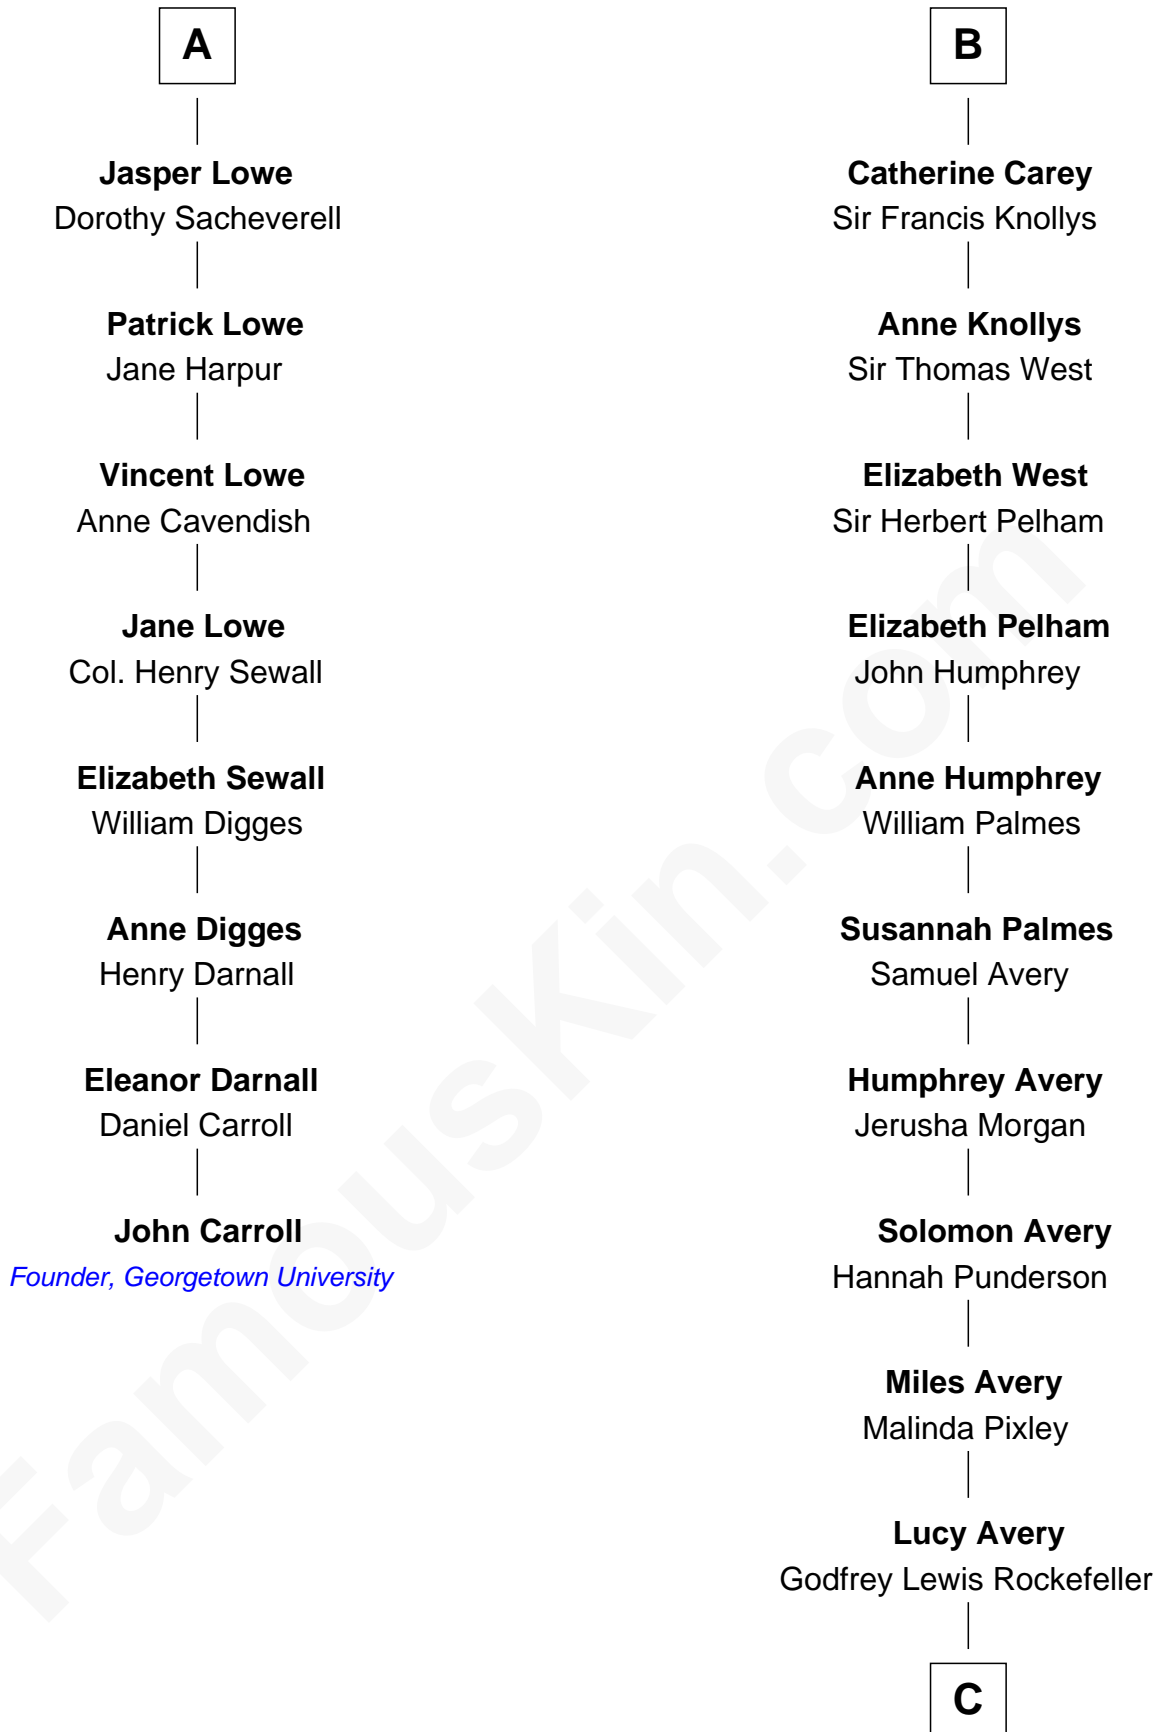 A
Jasper Lowe
Dorothy Sacheverell
Patrick Lowe
Jane Harpur
Vincent Lowe
Anne Cavendish
Jane Lowe
Col. Henry Sewall
Elizabeth Sewall
William Digges
Anne Digges
Henry Darnall
Eleanor Darnall
Daniel Carroll
John Carroll
Founder, Georgetown University
B
Catherine Carey
Sir Francis Knollys
Anne Knollys
Sir Thomas West
Elizabeth West
Sir Herbert Pelham
Elizabeth Pelham
John Humphrey
Anne Humphrey
William Palmes
Susannah Palmes
Samuel Avery
Humphrey Avery
Jerusha Morgan
Solomon Avery
Hannah Punderson
Miles Avery
Malinda Pixley
Lucy Avery
Godfrey Lewis Rockefeller
C
FamousKin.com